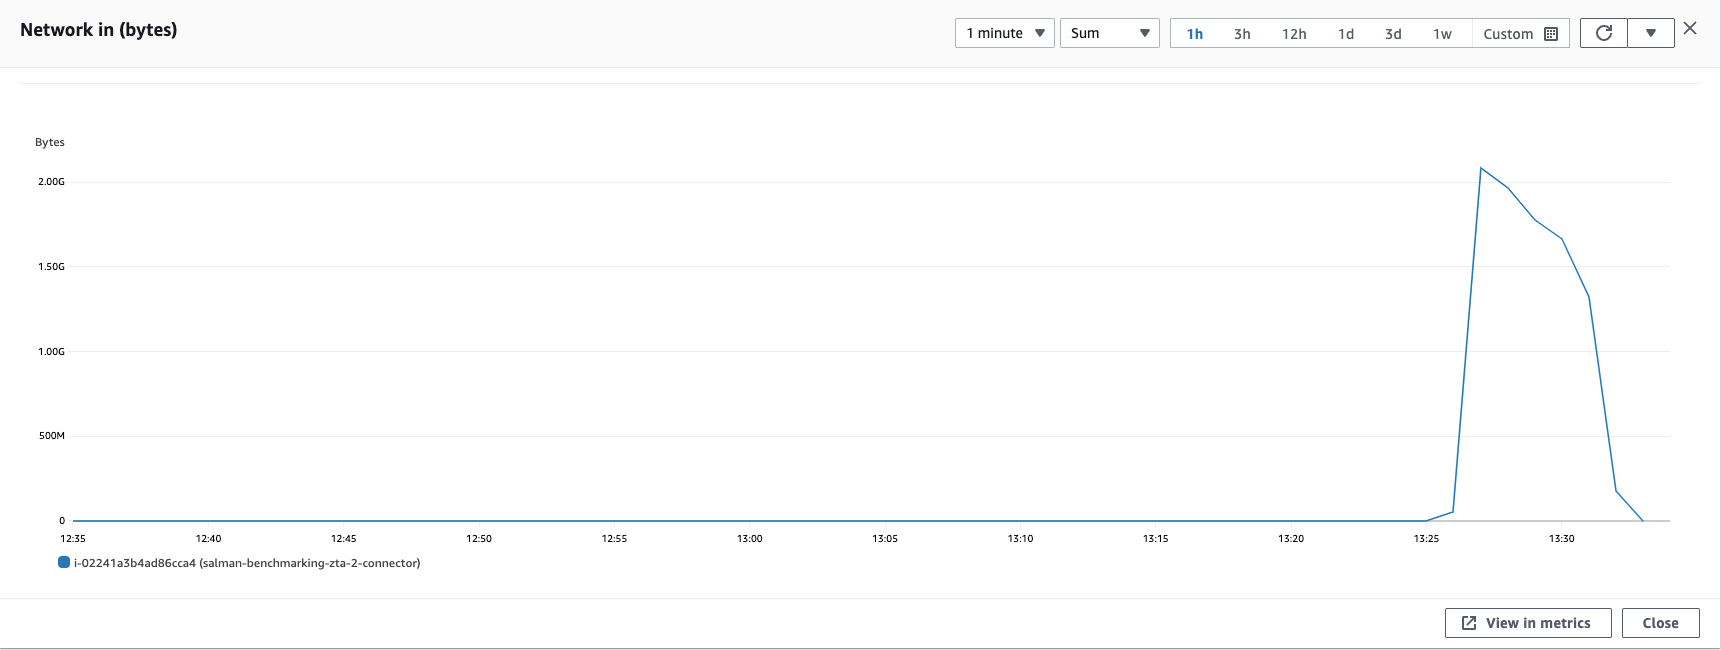 Network in (bytes)
1 minute
Sum
1h 3h 12h 1d 3d 1w Custom
Bytes
2.00G
1.50G
1.00G
500M
0
12:35 12:40 12:45 12:50 12:55 13:00 13:05 13:10 13:15 13:20 13:25 13:30
i-02241a3b4ad86cca4 (salman-benchmarking-zta-2-connector)
View in metrics
Close